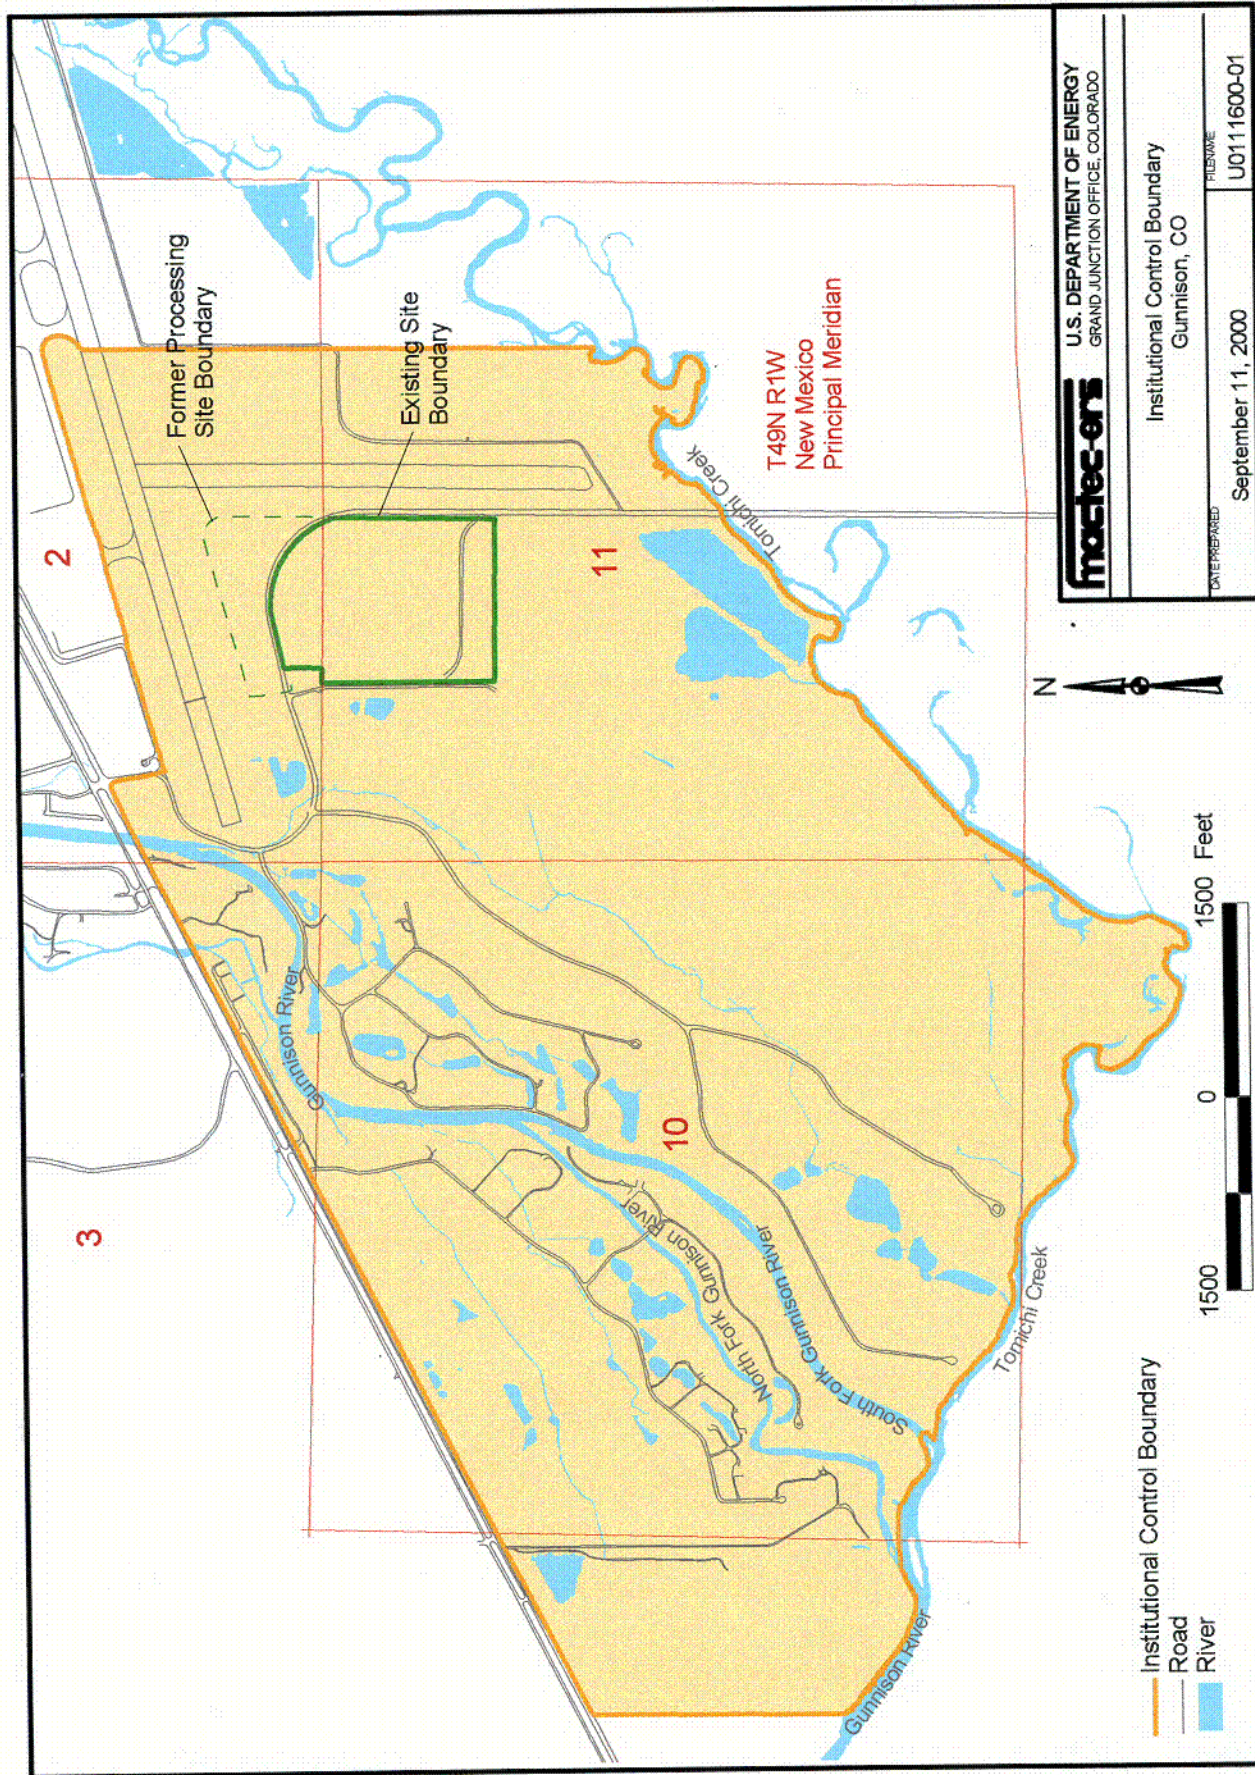 2
3
Former Processing
Site Boundary
Existing Site
Boundary
11
10
Gunnison River
North Fork Gunnison River
South Fork Gunnison River
Tomichi Creek
Tomichi Creek
Gunnison River
T49N R1W
New Mexico
Principal Meridian
N
1500 0 1500 Feet
Institutional Control Boundary
Road
River
mactec-ers
U.S. DEPARTMENT OF ENERGY
GRAND JUNCTION OFFICE, COLORADO
Institutional Control Boundary
Gunnison, CO
DATE PREPARED
September 11, 2000
FILENAME
U0111600-01